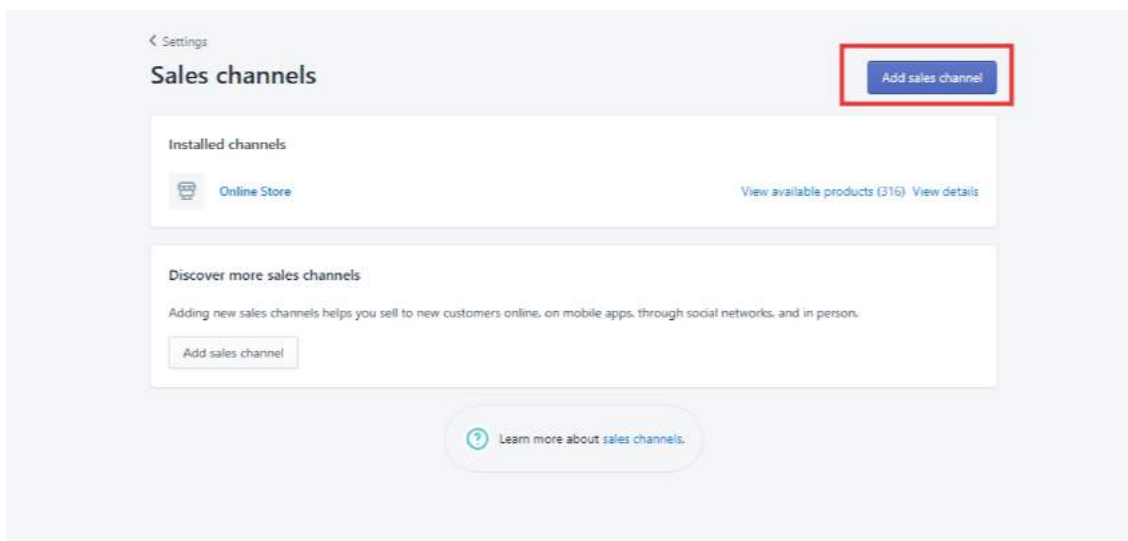 Settings
Sales channels
Add sales channel
Installed channels
Online Store
View available products (316) View details
Discover more sales channels
Adding new sales channels helps you sell to new customers online, on mobile apps, through social networks, and in person.
Add sales channel
Learn more about sales channels.